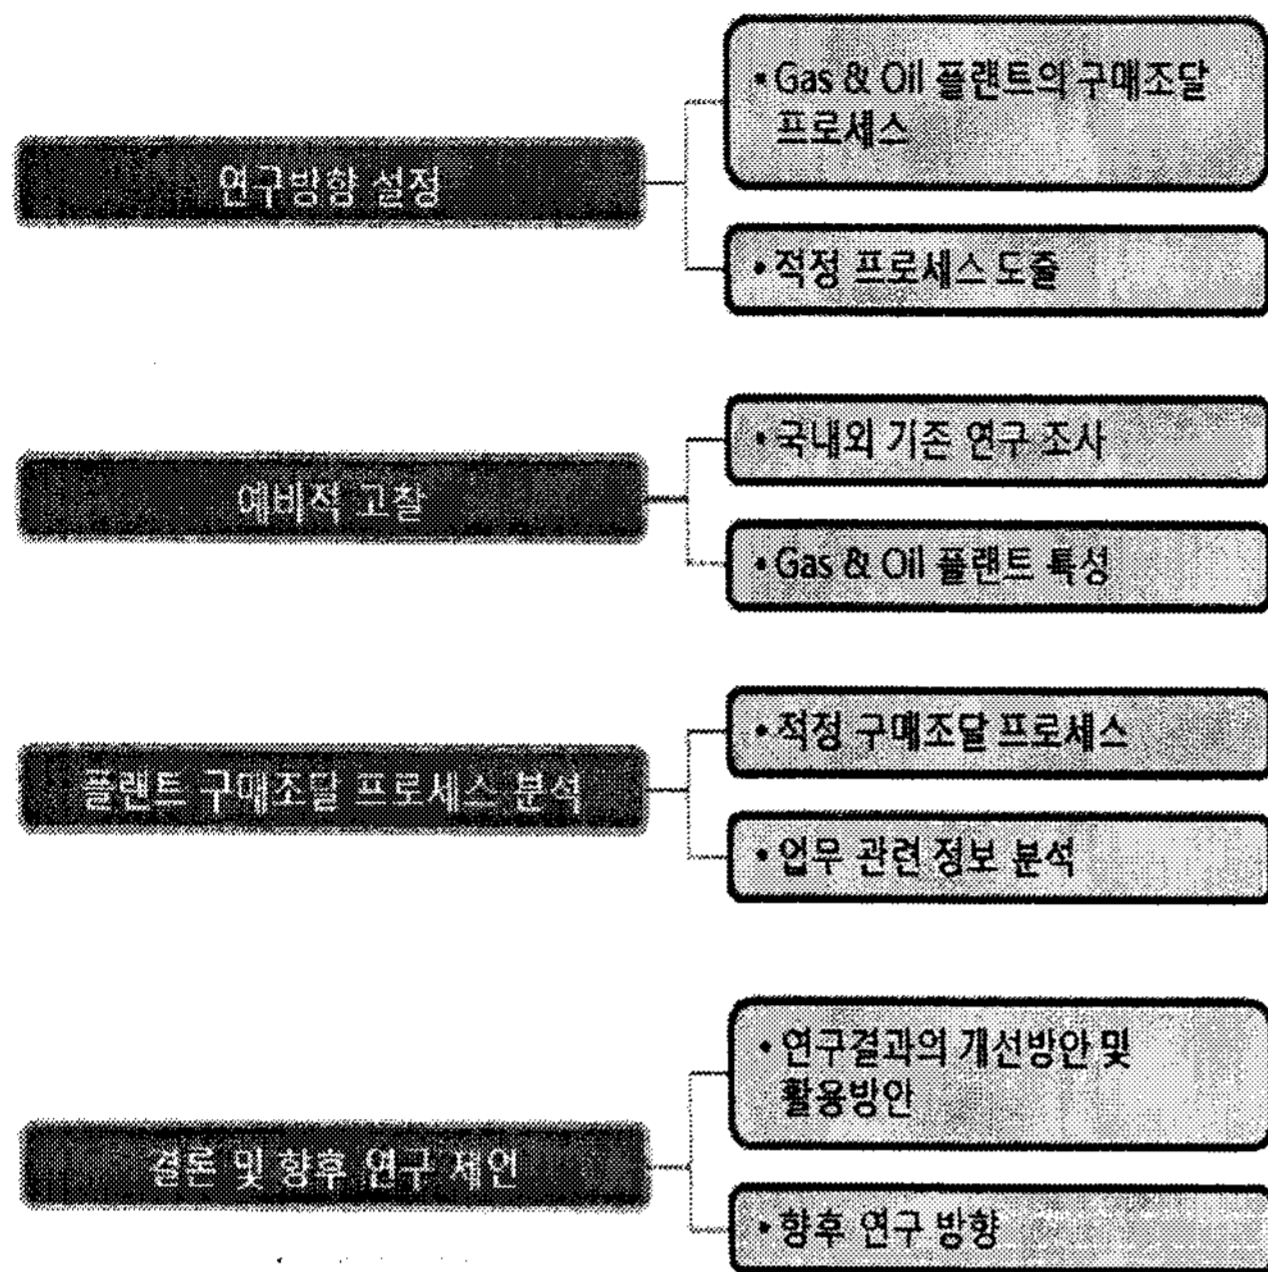 연구방향 설정
• Gas & Oil 플랜트의 구매조달
프로세스
• 적정 프로세스 도출
예비적 고찰
• 국내외 기존 연구 조사
• Gas & Oil 플랜트 특성
플랜트 구매조달 프로세스 분석
• 적정 구매조달 프로세스
• 업무 관련 정보 분석
결론 및 향후 연구 제언
• 연구결과의 개선방안 및
활용방안
• 향후 연구 방향